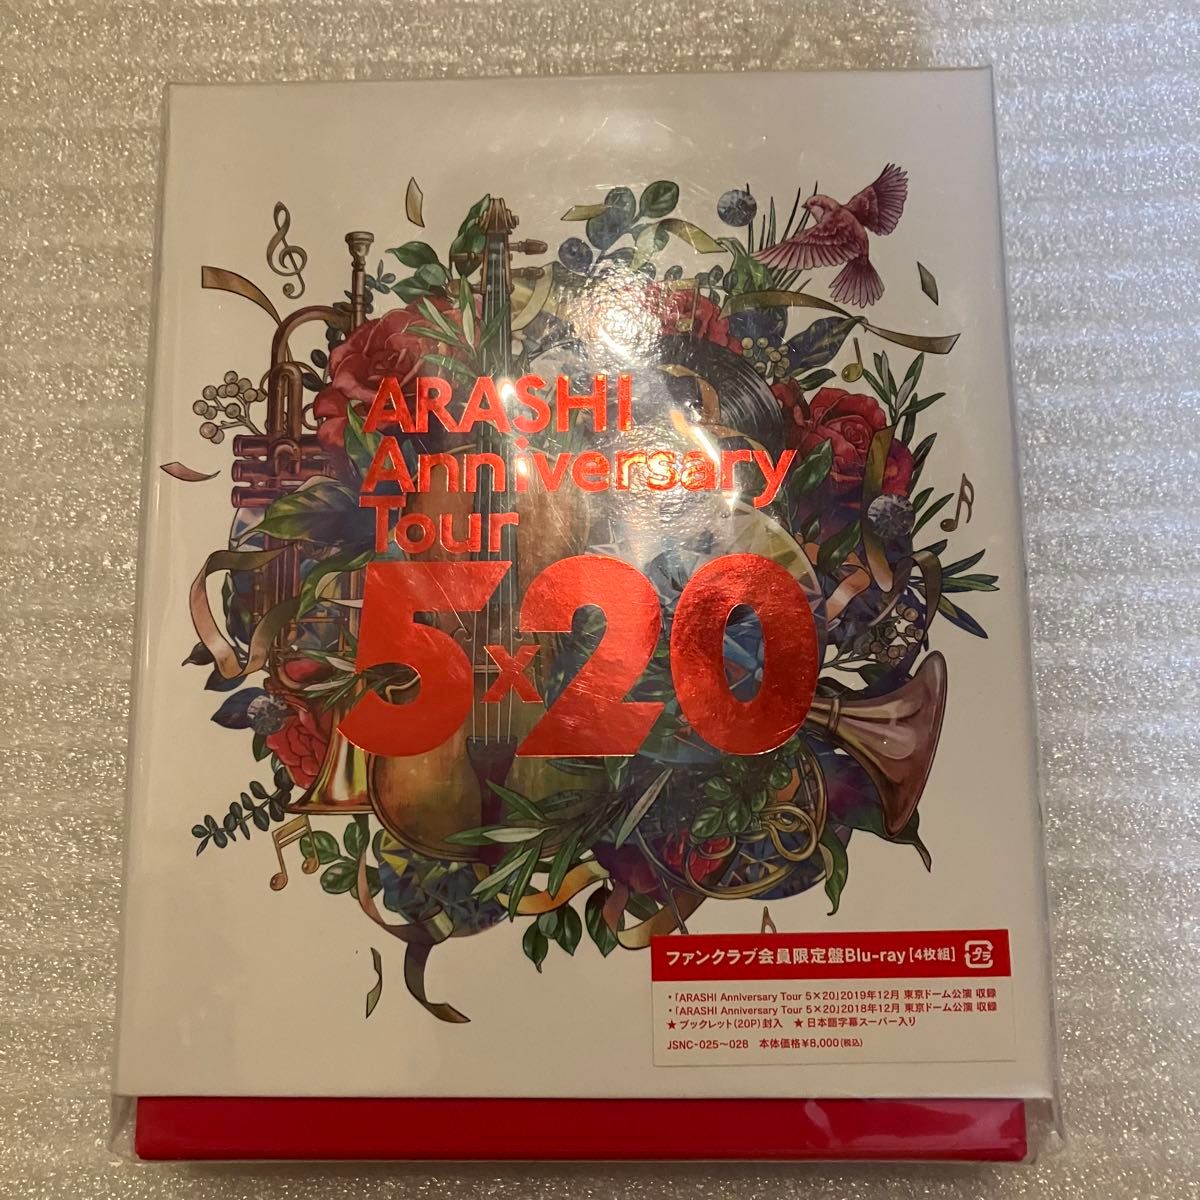 ARASHI
Anniversary
Tour
5×20
ファンクラブ会員限定盤Blu-ray[4枚組] プラ
・「ARASHI Anniversary Tour 5×20」2019年12月 東京ドーム公演 収録
・「ARASHI Anniversary Tour 5×20」2018年12月 東京ドーム公演 収録
★ ブックレット(20P)封入 ★ 日本語字幕スーパー入り
JSNC-025〜028 本体価格¥8,000(税込)